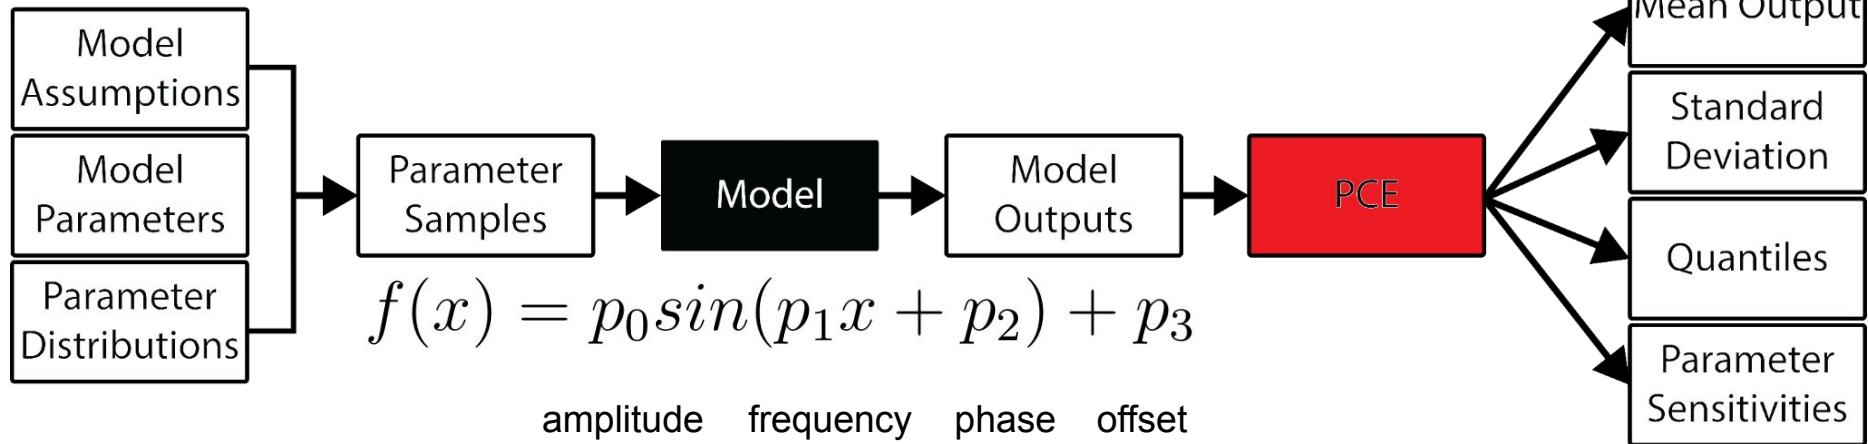 Model
Assumptions
Model
Parameters
Parameter
Distributions
Parameter
Samples
Model
Model
Outputs
PCE
Mean Output
Standard
Deviation
Quantiles
Parameter
Sensitivities
f(x) = p₀sin(p₁x + p₂) + p₃
amplitude frequency phase offset